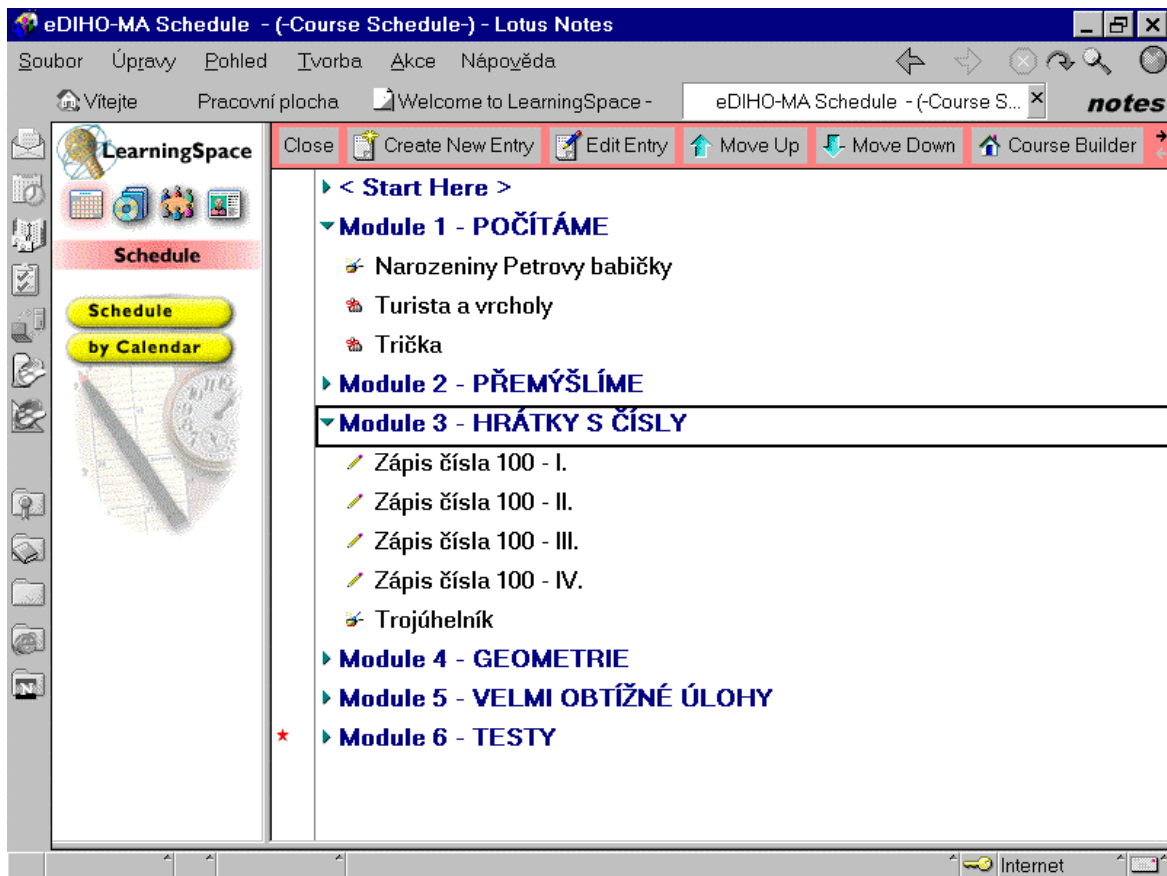 eDIHO-MA Schedule - (-Course Schedule-) - Lotus Notes
Soubor Úpravy Pohled Tvorba Akce Nápověda
Vítejte Pracovní plocha Welcome to LearningSpace - eDIHO-MA Schedule - (-Course S... notes
LearningSpace
Close Create New Entry Edit Entry Move Up Move Down Course Builder
Schedule
Schedule
by Calendar
< Start Here >
Module 1 - POČÍTÁME
Narozeniny Petrovy babičky
Turista a vrcholy
Trička
Module 2 - PŘEMÝŠLÍME
Module 3 - HRÁTKY S ČÍSLY
Zápis čísla 100 - I.
Zápis čísla 100 - II.
Zápis čísla 100 - III.
Zápis čísla 100 - IV.
Trojúhelník
Module 4 - GEOMETRIE
Module 5 - VELMI OBTÍŽNÉ ÚLOHY
Module 6 - TESTY
Internet